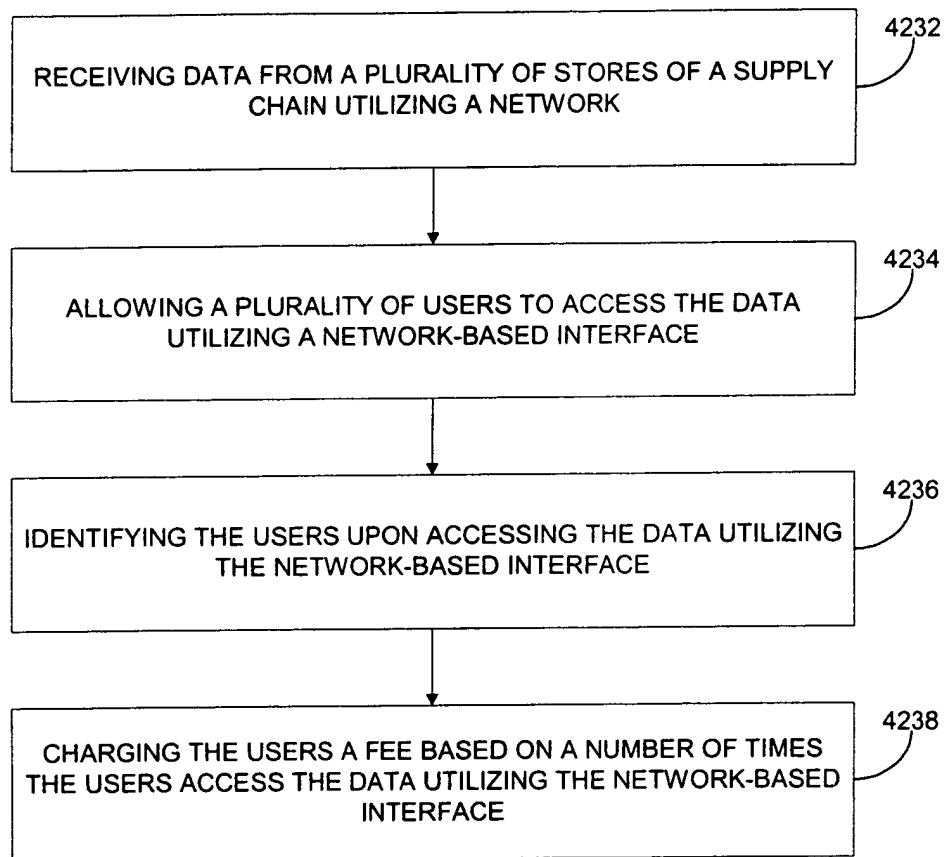 4232
RECEIVING DATA FROM A PLURALITY OF STORES OF A SUPPLY
CHAIN UTILIZING A NETWORK
4234
ALLOWING A PLURALITY OF USERS TO ACCESS THE DATA
UTILIZING A NETWORK-BASED INTERFACE
4236
IDENTIFYING THE USERS UPON ACCESSING THE DATA UTILIZING
THE NETWORK-BASED INTERFACE
4238
CHARGING THE USERS A FEE BASED ON A NUMBER OF TIMES
THE USERS ACCESS THE DATA UTILIZING THE NETWORK-BASED
INTERFACE